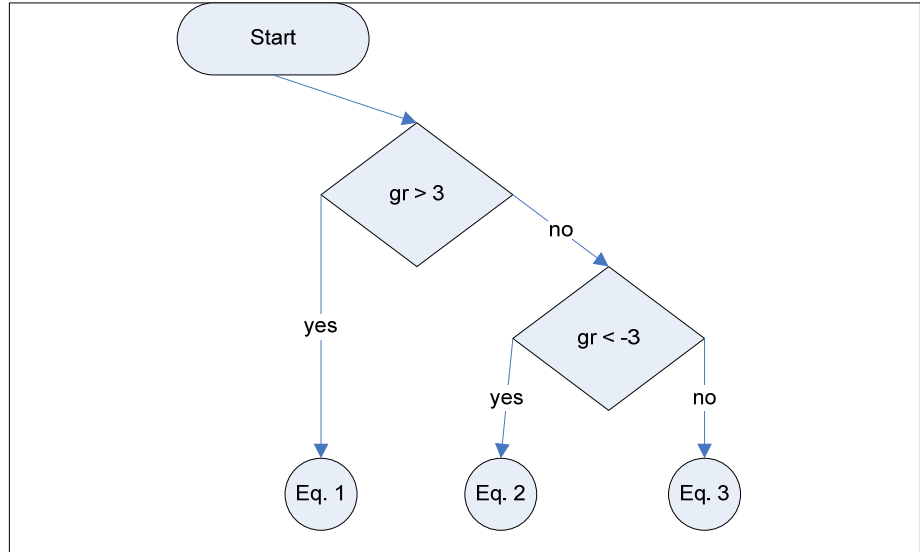 Start
gr > 3
no
yes
gr < -3
yes
no
Eq. 1
Eq. 2
Eq. 3